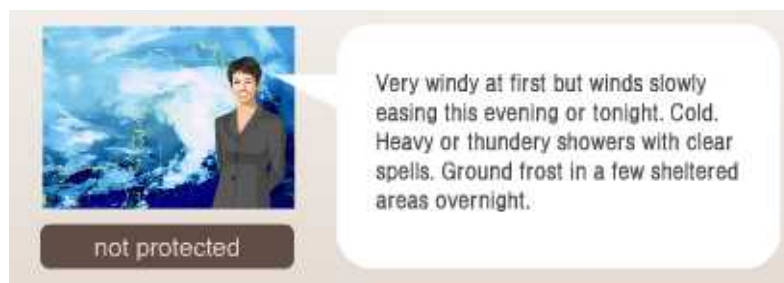 Very windy at first but winds slowly
easing this evening or tonight. Cold.
Heavy or thundery showers with clear
spells. Ground frost in a few sheltered
areas overnight.
not protected